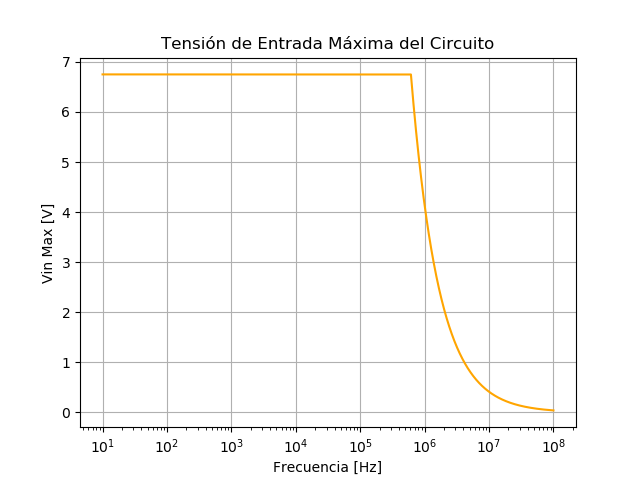 Tensión de Entrada Máxima del Circuito
7
6
5
4
3
2
1
0
Vin Max [V]
10¹ 10² 10³ 10⁴ 10⁵ 10⁶ 10⁷ 10⁸
Frecuencia [Hz]